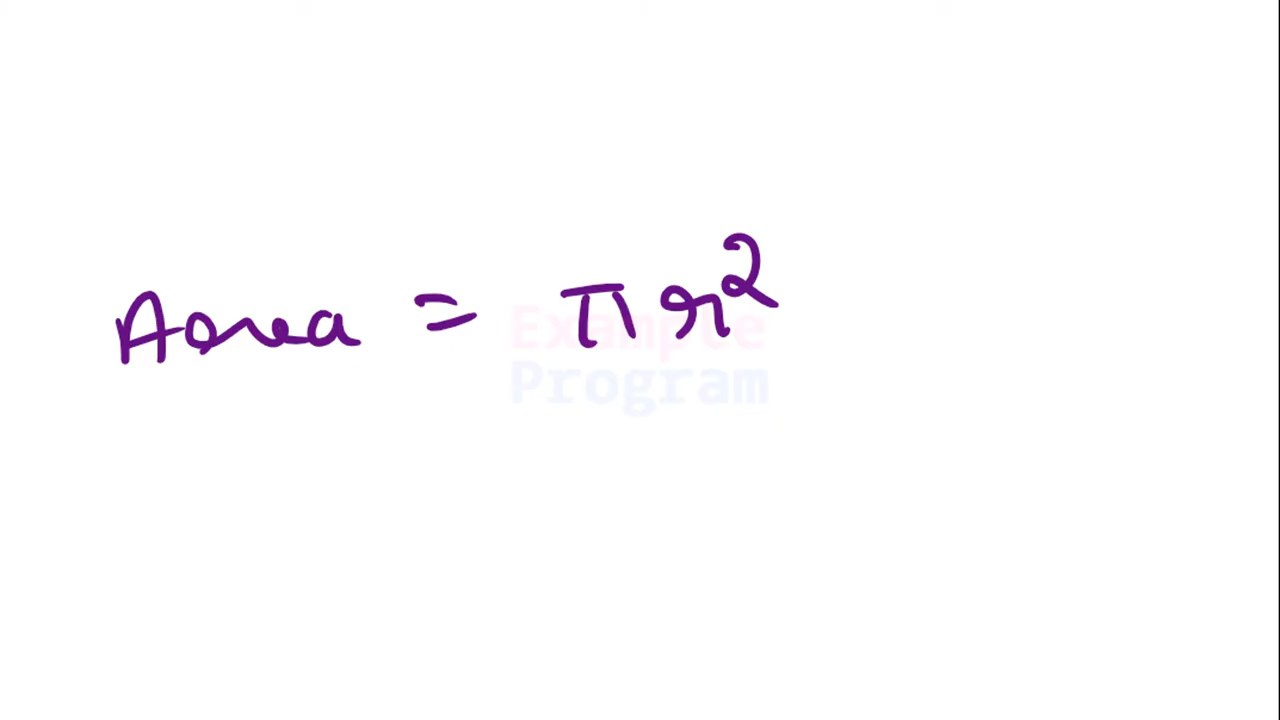 Area = πr²
Example
Program